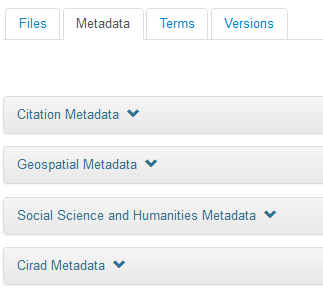 Files Metadata Terms Versions
Citation Metadata
Geospatial Metadata
Social Science and Humanities Metadata
Cirad Metadata